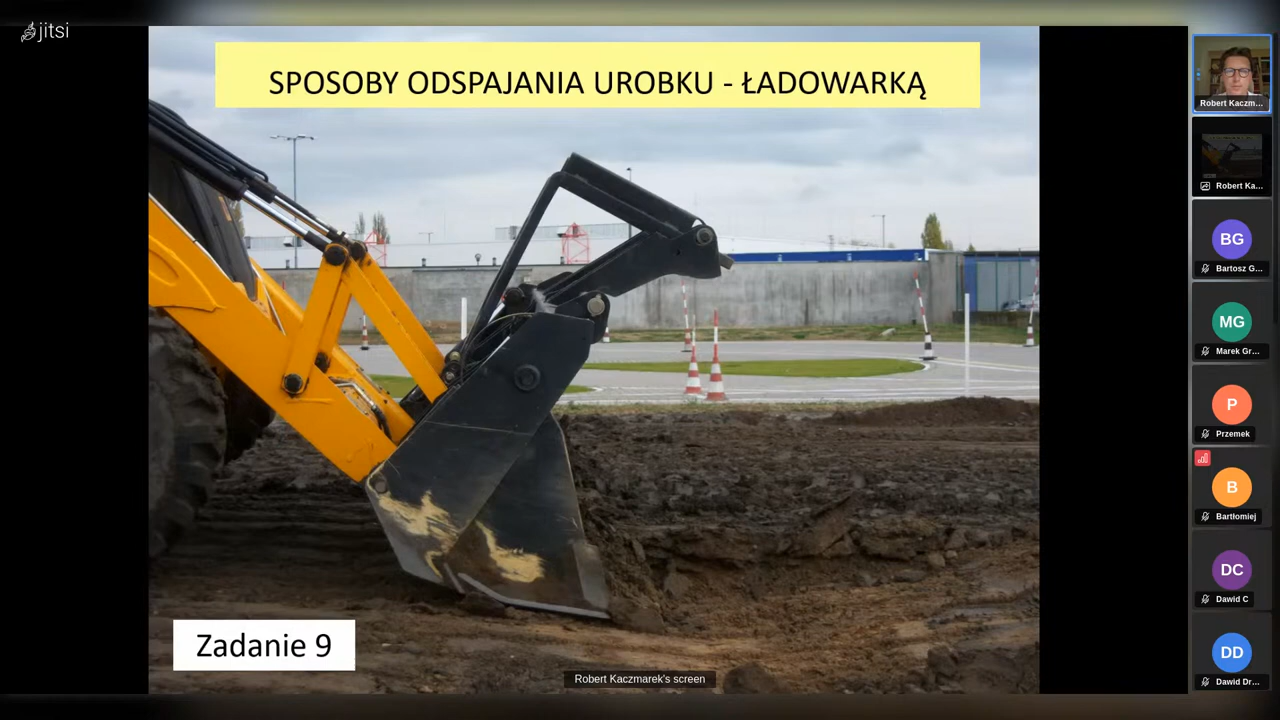 jitsi
SPOSOBY ODSPAJANIA UROBKU - ŁADOWARKĄ
Zadanie 9
Robert Kaczmarek's screen
Robert Kaczm...
Robert Ka...
BG
Bartosz G...
MG
Marek Gr...
P
Przemek
B
Bartłomiej
DC
Dawid C
DD
Dawid Dr...